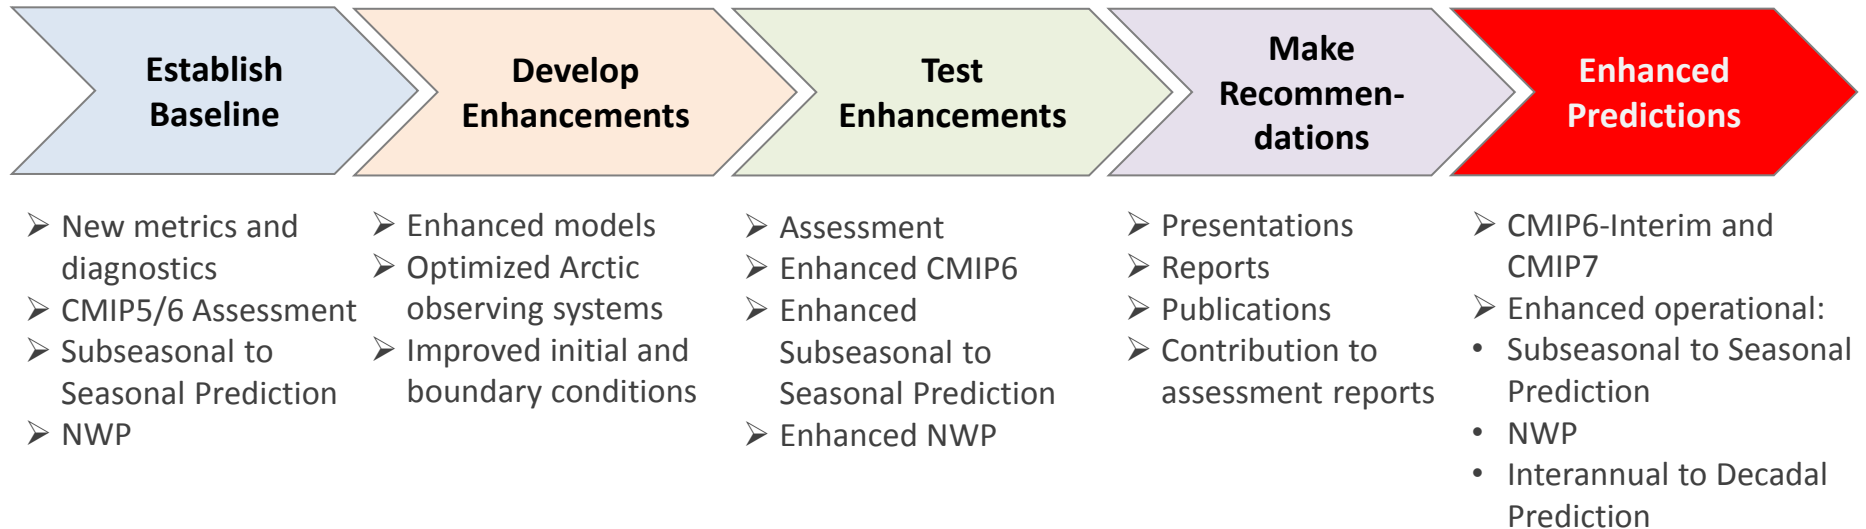 Establish
Baseline
Develop
Enhancements
Test
Enhancements
Make
Recommen-
dations
Enhanced
Predictions
➢ New metrics and
diagnostics
➢ CMIP5/6 Assessment
➢ Subseasonal to
Seasonal Prediction
➢ NWP
➢ Enhanced models
➢ Optimized Arctic
observing systems
➢ Improved initial and
boundary conditions
➢ Assessment
➢ Enhanced CMIP6
➢ Enhanced
Subseasonal to
Seasonal Prediction
➢ Enhanced NWP
➢ Presentations
➢ Reports
➢ Publications
➢ Contribution to
assessment reports
➢ CMIP6-Interim and
CMIP7
➢ Enhanced operational:
• Subseasonal to Seasonal
Prediction
• NWP
• Interannual to Decadal
Prediction